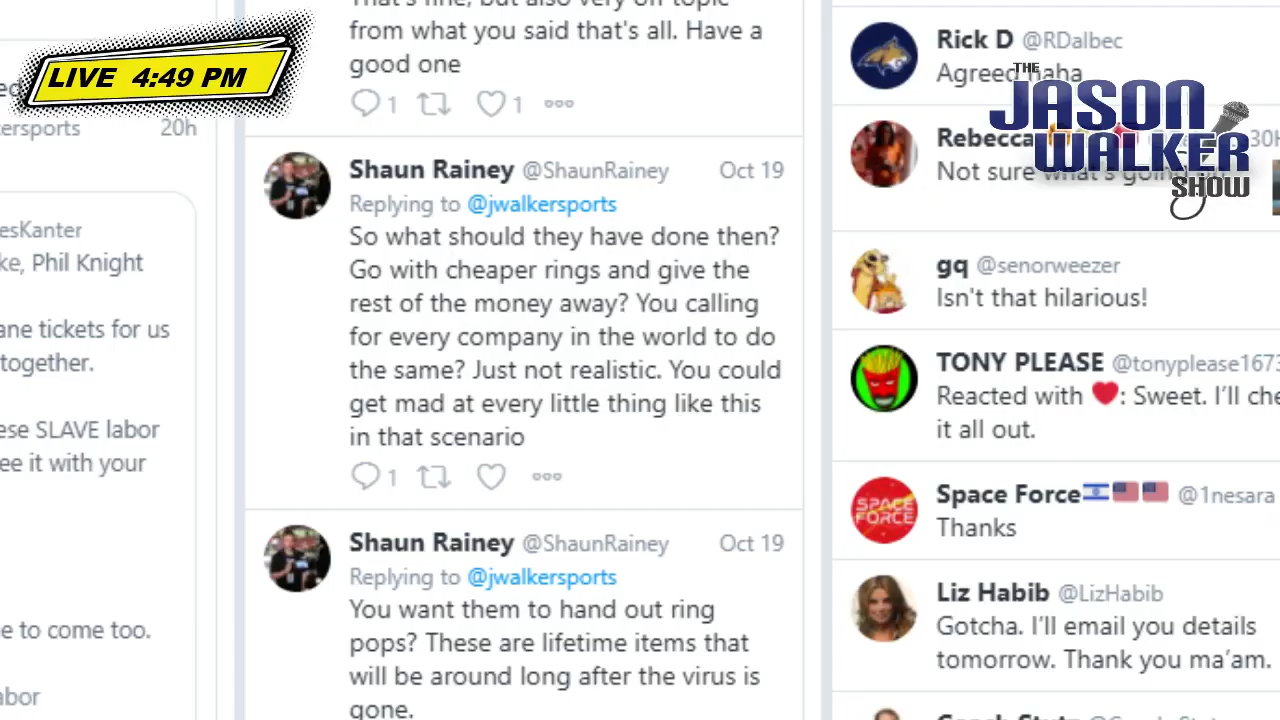 LIVE 4:49 PM
ersports 20h
esKanter
ke, Phil Knight
ane tickets for us
together.
ese SLAVE labor
ee it with your
e to come too.
abor
from what you said that's all. Have a
good one
1 1
Shaun Rainey @ShaunRainey Oct 19
Replying to @jwalkersports
So what should they have done then?
Go with cheaper rings and give the
rest of the money away? You calling
for every company in the world to do
the same? Just not realistic. You could
get mad at every little thing like this
in that scenario
1
Shaun Rainey @ShaunRainey Oct 19
Replying to @jwalkersports
You want them to hand out ring
pops? These are lifetime items that
will be around long after the virus is
gone.
Rick D @RDalbec
Agreed haha
THE
JASON
WALKER
SHOW
Rebecca
Not sure what's going
gq @senorweezer
Isn't that hilarious!
TONY PLEASE @tonyplease1673
Reacted with ❤️: Sweet. I’ll che
it all out.
SPACE
FORCE
Space Force🇮🇱🇺🇸🇺🇸 @1nesara
Thanks
Liz Habib @LizHabib
Gotcha. I’ll email you details
tomorrow. Thank you ma’am.